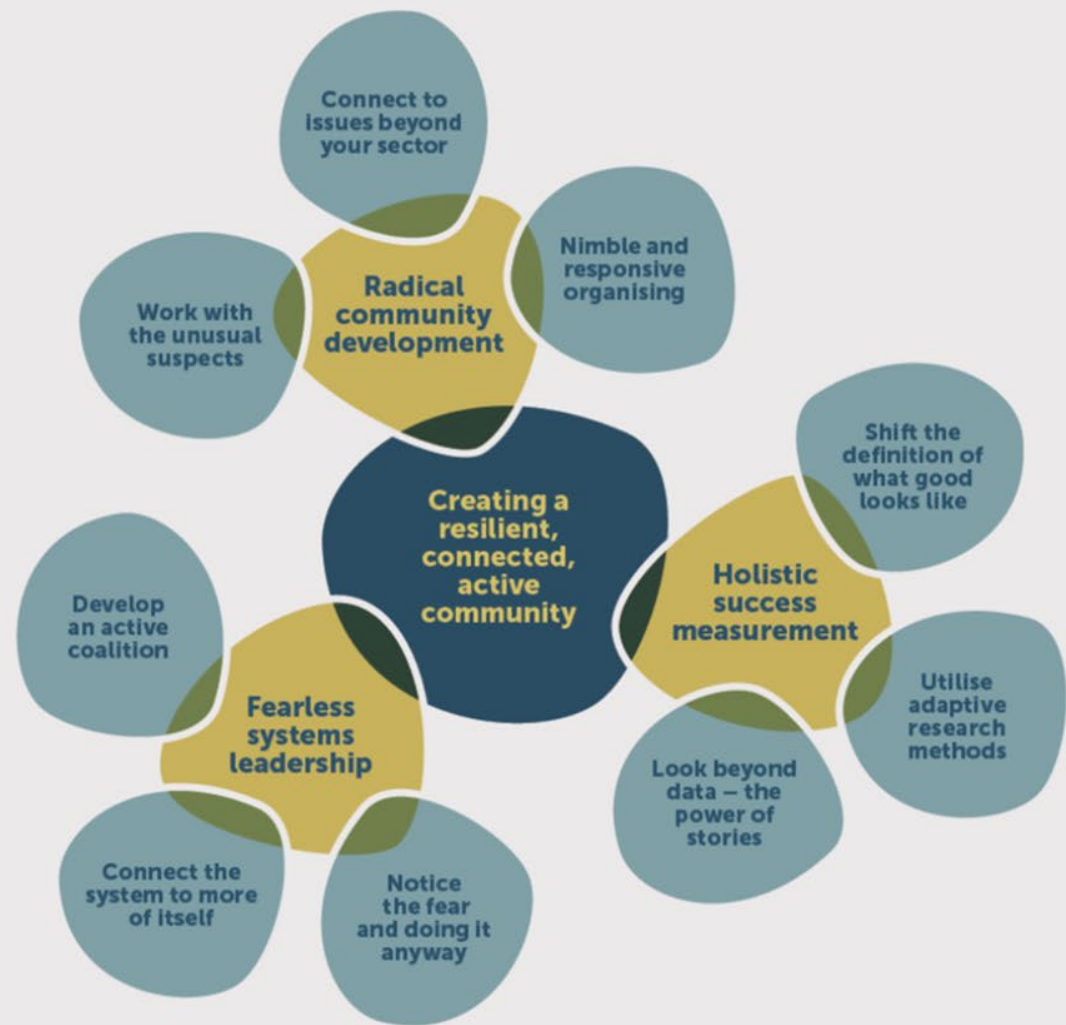 Connect to
issues beyond
your sector
Nimble and
responsive
organising
Work with
the unusual
suspects
Radical
community
development
Creating a
resilient,
connected,
active
community
Shift the
definition of
what good
looks like
Holistic
success
measurement
Utilise
adaptive
research
methods
Look beyond
data – the
power of
stories
Develop
an active
coalition
Fearless
systems
leadership
Connect the
system to more
of itself
Notice
the fear
and doing it
anyway